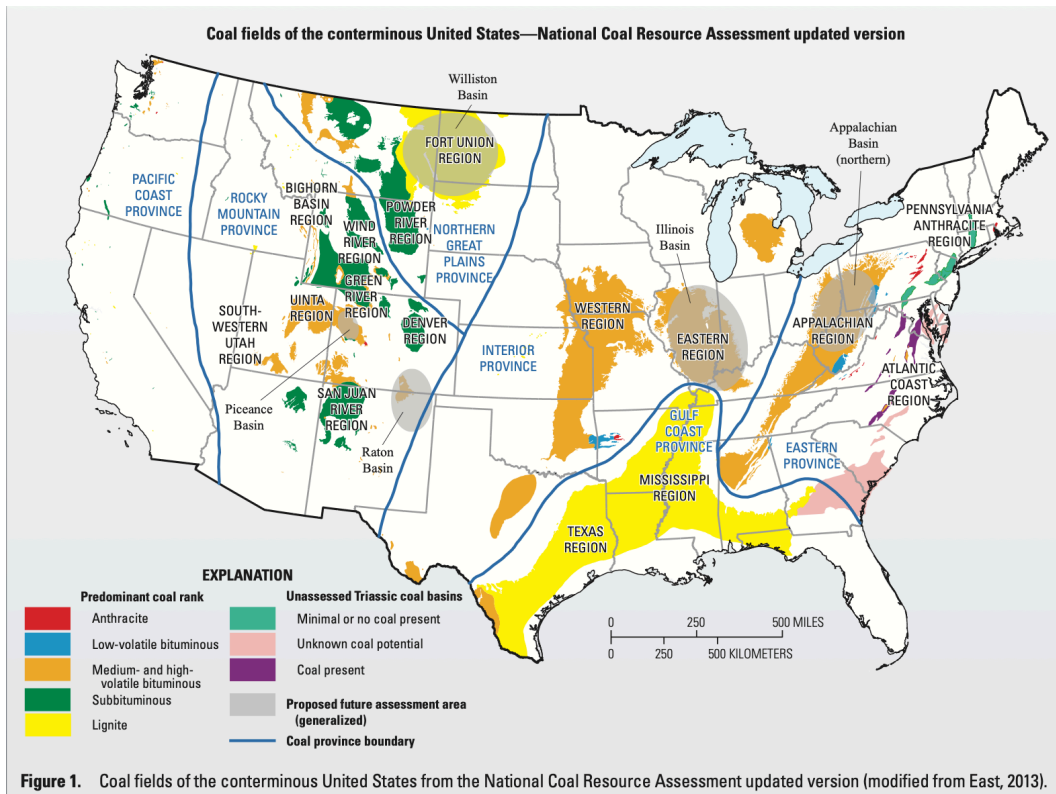 Coal fields of the conterminous United States—National Coal Resource Assessment updated version
Williston
Basin
Appalachian
Basin
(northern)
FORT UNION
REGION
PACIFIC
COAST
PROVINCE
ROCKY
MOUNTAIN
PROVINCE
BIGHORN
BASIN
REGION
POWDER
RIVER
REGION
WIND
RIVER
REGION
NORTHERN
GREAT
PLAINS
PROVINCE
Illinois
Basin
PENNSYLVANIA
ANTHRACITE
REGION
GREEN
RIVER
REGION
UINTA
REGION
SOUTH-
WESTERN
UTAH
REGION
DENVER
REGION
WESTERN
REGION
INTERIOR
PROVINCE
EASTERN
REGION
APPALACHIAN
REGION
ATLANTIC
COAST
REGION
Piceance
Basin
SAN JUAN
RIVER
REGION
Raton
Basin
GULF
COAST
PROVINCE
EASTERN
PROVINCE
MISSISSIPPI
REGION
TEXAS
REGION
EXPLANATION
Predominant coal rank
Anthracite
Low-volatile bituminous
Medium- and high-
volatile bituminous
Subbituminous
Lignite
Unassessed Triassic coal basins
Minimal or no coal present
Unknown coal potential
Coal present
Proposed future assessment area
(generalized)
Coal province boundary
0 250 500 MILES
0 250 500 KILOMETERS
Figure 1. Coal fields of the conterminous United States from the National Coal Resource Assessment updated version (modified from East, 2013).